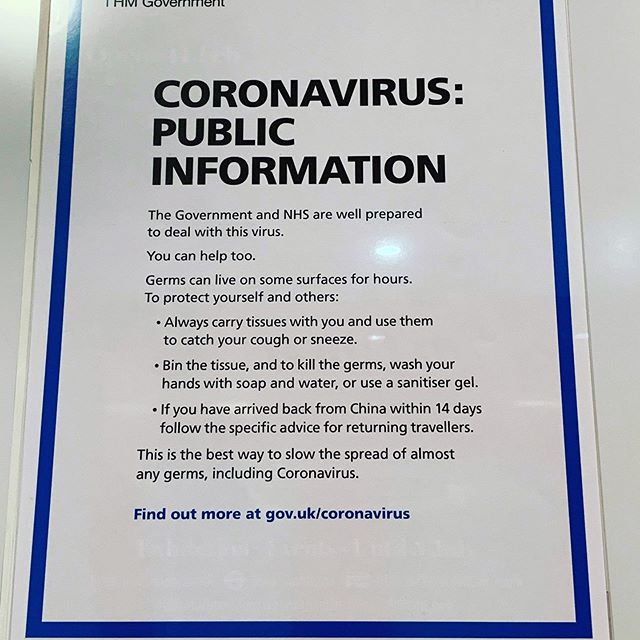 HM Government
CORONAVIRUS:
PUBLIC
INFORMATION
The Government and NHS are well prepared
to deal with this virus.
You can help too.
Germs can live on some surfaces for hours.
To protect yourself and others:
• Always carry tissues with you and use them
to catch your cough or sneeze.
• Bin the tissue, and to kill the germs, wash your
hands with soap and water, or use a sanitiser gel.
• If you have arrived back from China within 14 days
follow the specific advice for returning travellers.
This is the best way to slow the spread of almost
any germs, including Coronavirus.
Find out more at gov.uk/coronavirus